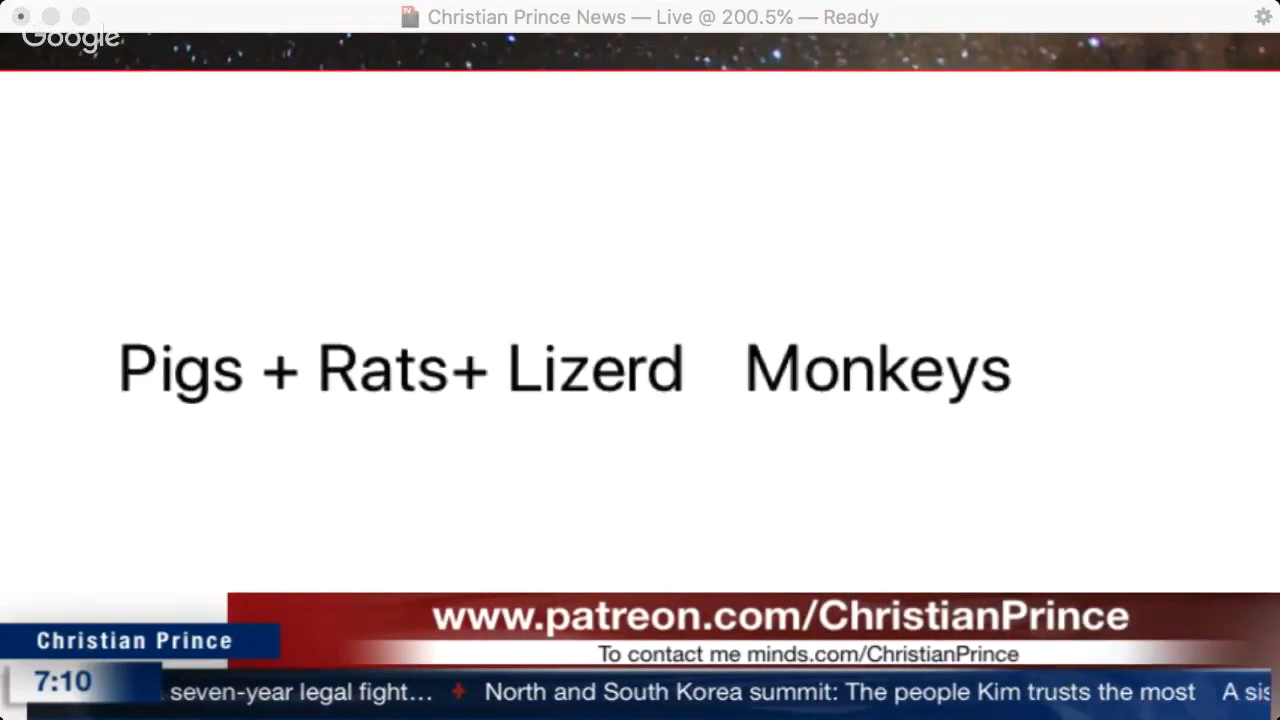 Christian Prince News — Live @ 200.5% — Ready
Google
Pigs + Rats+ Lizerd Monkeys
www.patreon.com/ChristianPrince
Christian Prince
To contact me minds.com/ChristianPrince
7:10
seven-year legal fight... North and South Korea summit: The people Kim trusts the most A sis